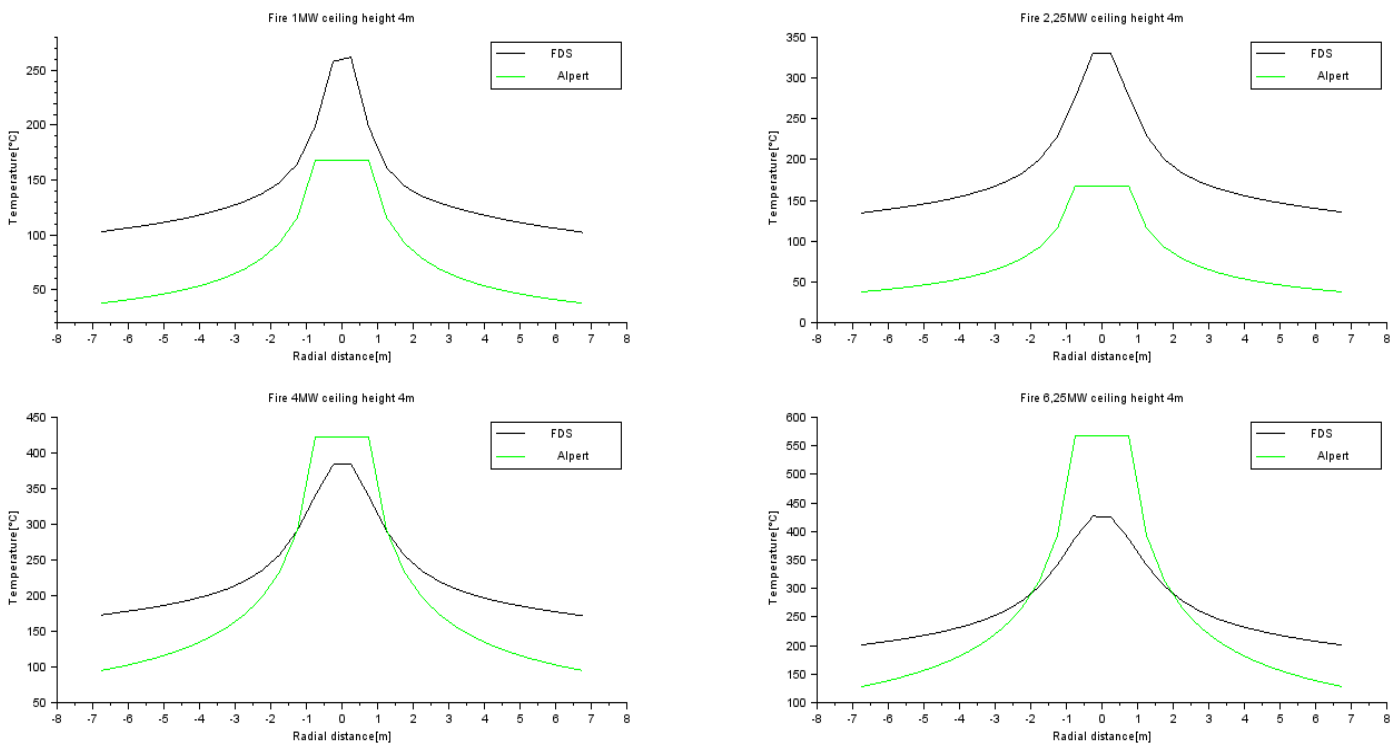 Fire 1MW ceiling height 4m
FDS
Alpert
Temperature[°C]
250
200
150
100
50
-8 -7 -6 -5 -4 -3 -2 -1 0 1 2 3 4 5 6 7 8
Radial distance[m]
Fire 2,25MW ceiling height 4m
FDS
Alpert
Temperature[°C]
350
300
250
200
150
100
50
0
-8 -7 -6 -5 -4 -3 -2 -1 0 1 2 3 4 5 6 7 8
Radial distance[m]
Fire 4MW ceiling height 4m
FDS
Alpert
Temperature[°C]
450
400
350
300
250
200
150
100
50
-8 -7 -6 -5 -4 -3 -2 -1 0 1 2 3 4 5 6 7 8
Radial distance[m]
Fire 6,25MW ceiling height 4m
FDS
Alpert
Temperature[°C]
600
550
500
450
400
350
300
250
200
150
100
-8 -7 -6 -5 -4 -3 -2 -1 0 1 2 3 4 5 6 7 8
Radial distance[m]